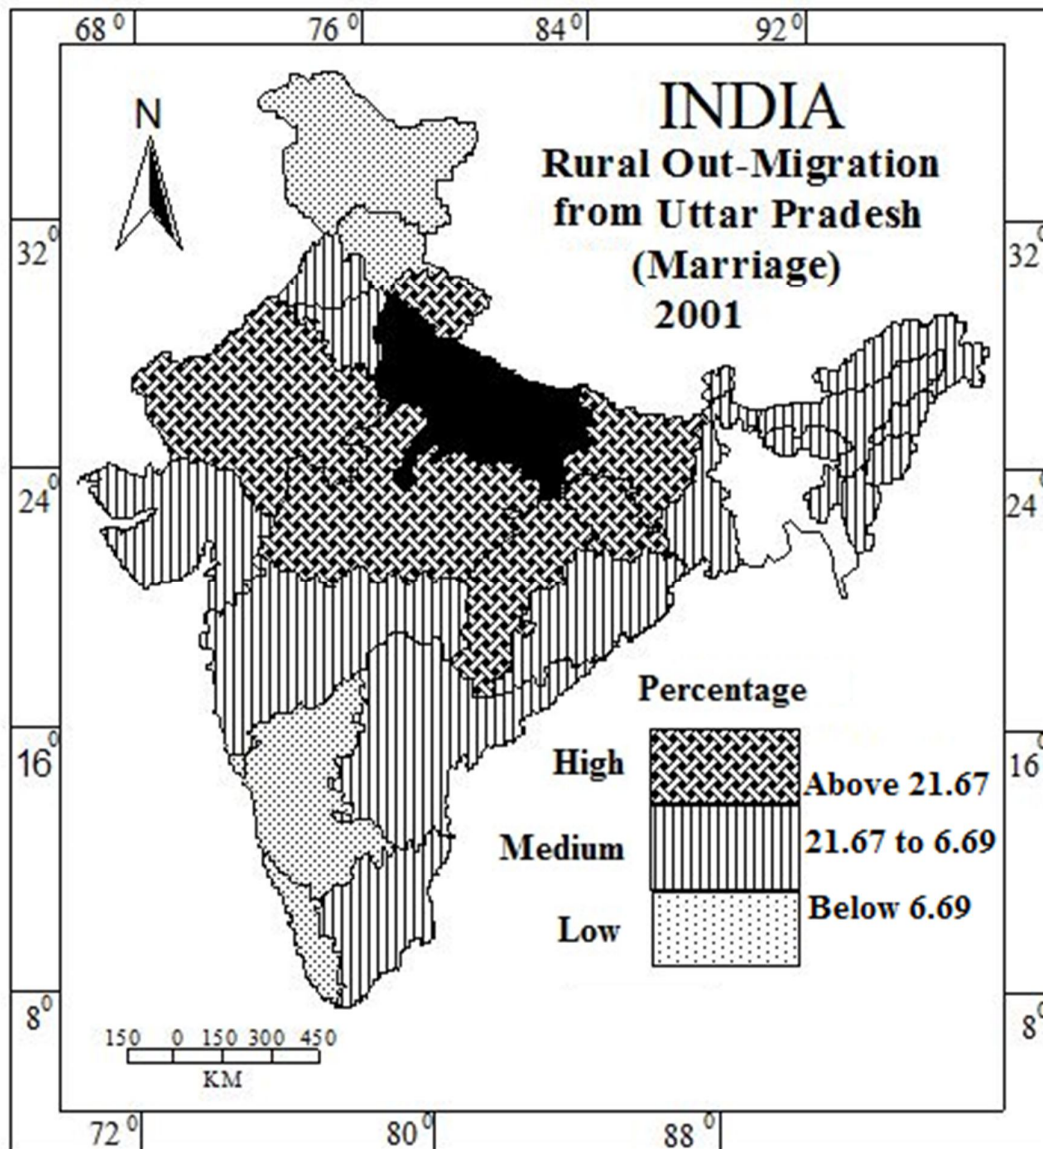 68⁰ 76⁰ 84⁰ 92⁰
N
INDIA
Rural Out-Migration
from Uttar Pradesh
(Marriage)
2001
32⁰ 32⁰
24⁰ 24⁰
16⁰ 16⁰
8⁰ 8⁰
Percentage
High Above 21.67
Medium 21.67 to 6.69
Low Below 6.69
150 0 150 300 450
KM
72⁰ 80⁰ 88⁰